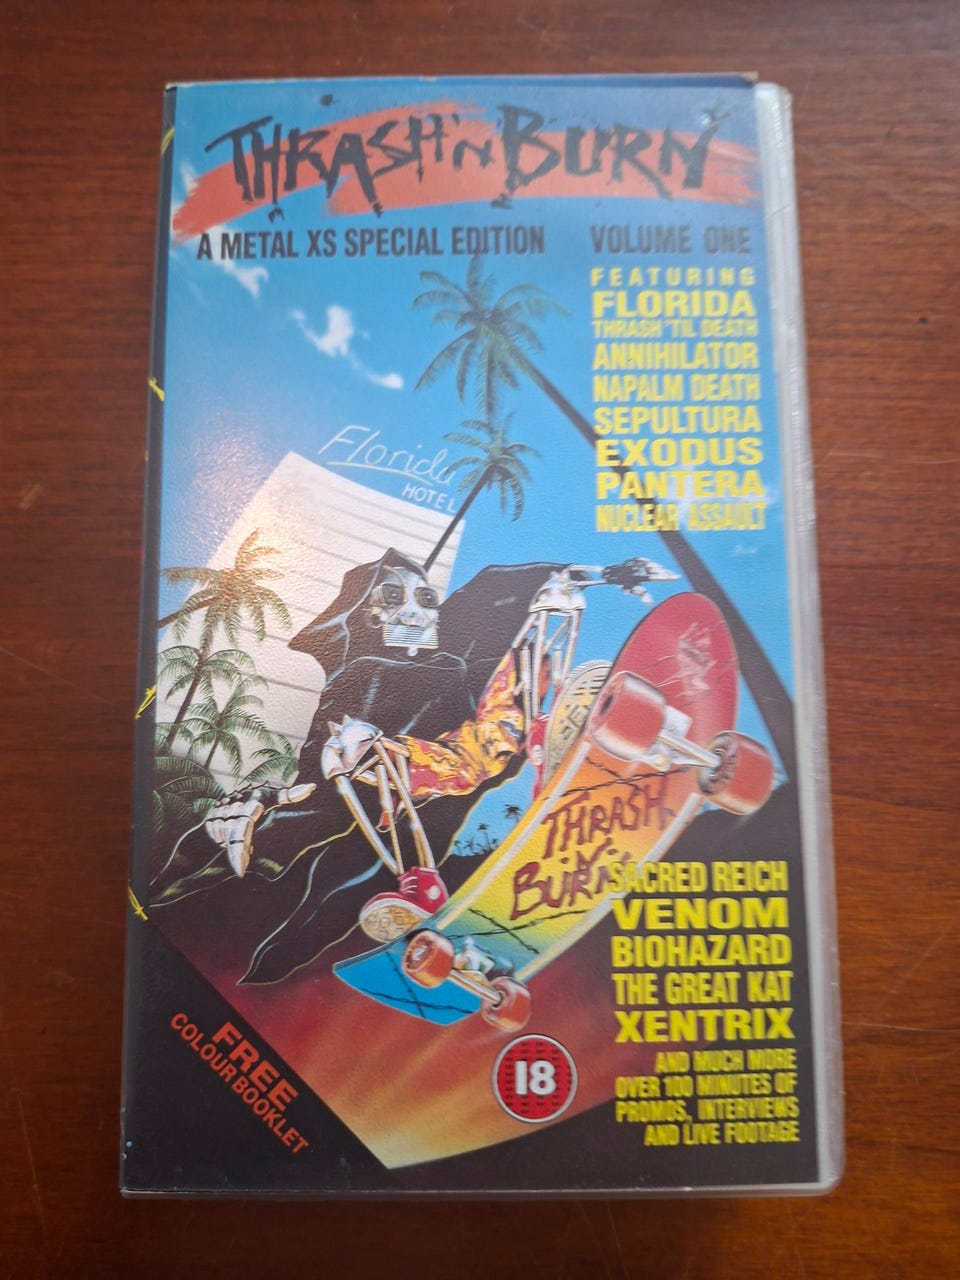 THRASH 'N BURN
A METAL XS SPECIAL EDITION VOLUME ONE
FEATURING
FLORIDA
THRASH 'TIL DEATH
ANNIHILATOR
NAPALM DEATH
SEPULTURA
EXODUS
PANTERA
NUCLEAR ASSAULT
Florida
HOTEL
THRASH
'N'
BURN
SACRED REICH
VENOM
BIOHAZARD
THE GREAT KAT
XENTRIX
AND MUCH MORE
OVER 100 MINUTES OF
PROMOS, INTERVIEWS
AND LIVE FOOTAGE
18
FREE
COLOUR BOOKLET